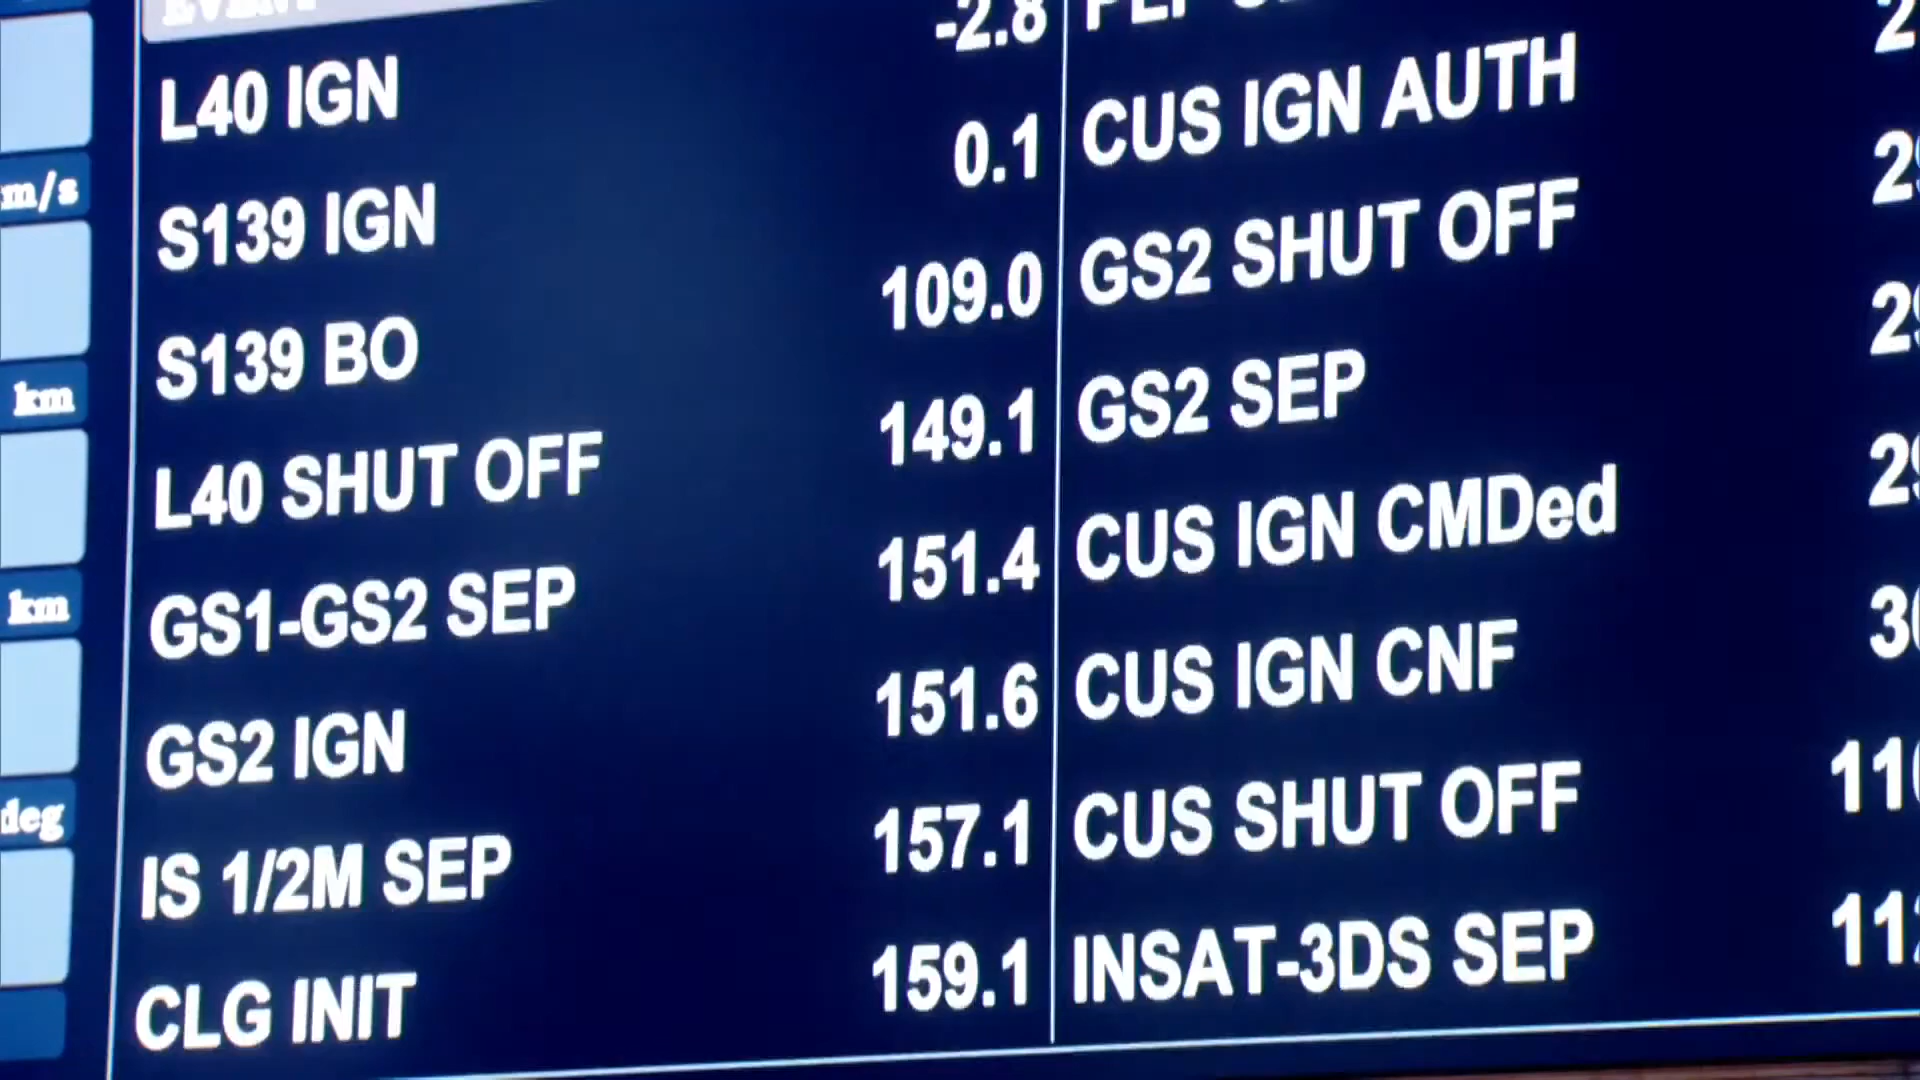 m/s
km
km
deg
L40 IGN -2.8
S139 IGN 0.1 CUS IGN AUTH
S139 BO 109.0 GS2 SHUT OFF
L40 SHUT OFF 149.1 GS2 SEP
GS1-GS2 SEP 151.4 CUS IGN CMDed
GS2 IGN 151.6 CUS IGN CNF
IS 1/2M SEP 157.1 CUS SHUT OFF
CLG INIT 159.1 INSAT-3DS SEP